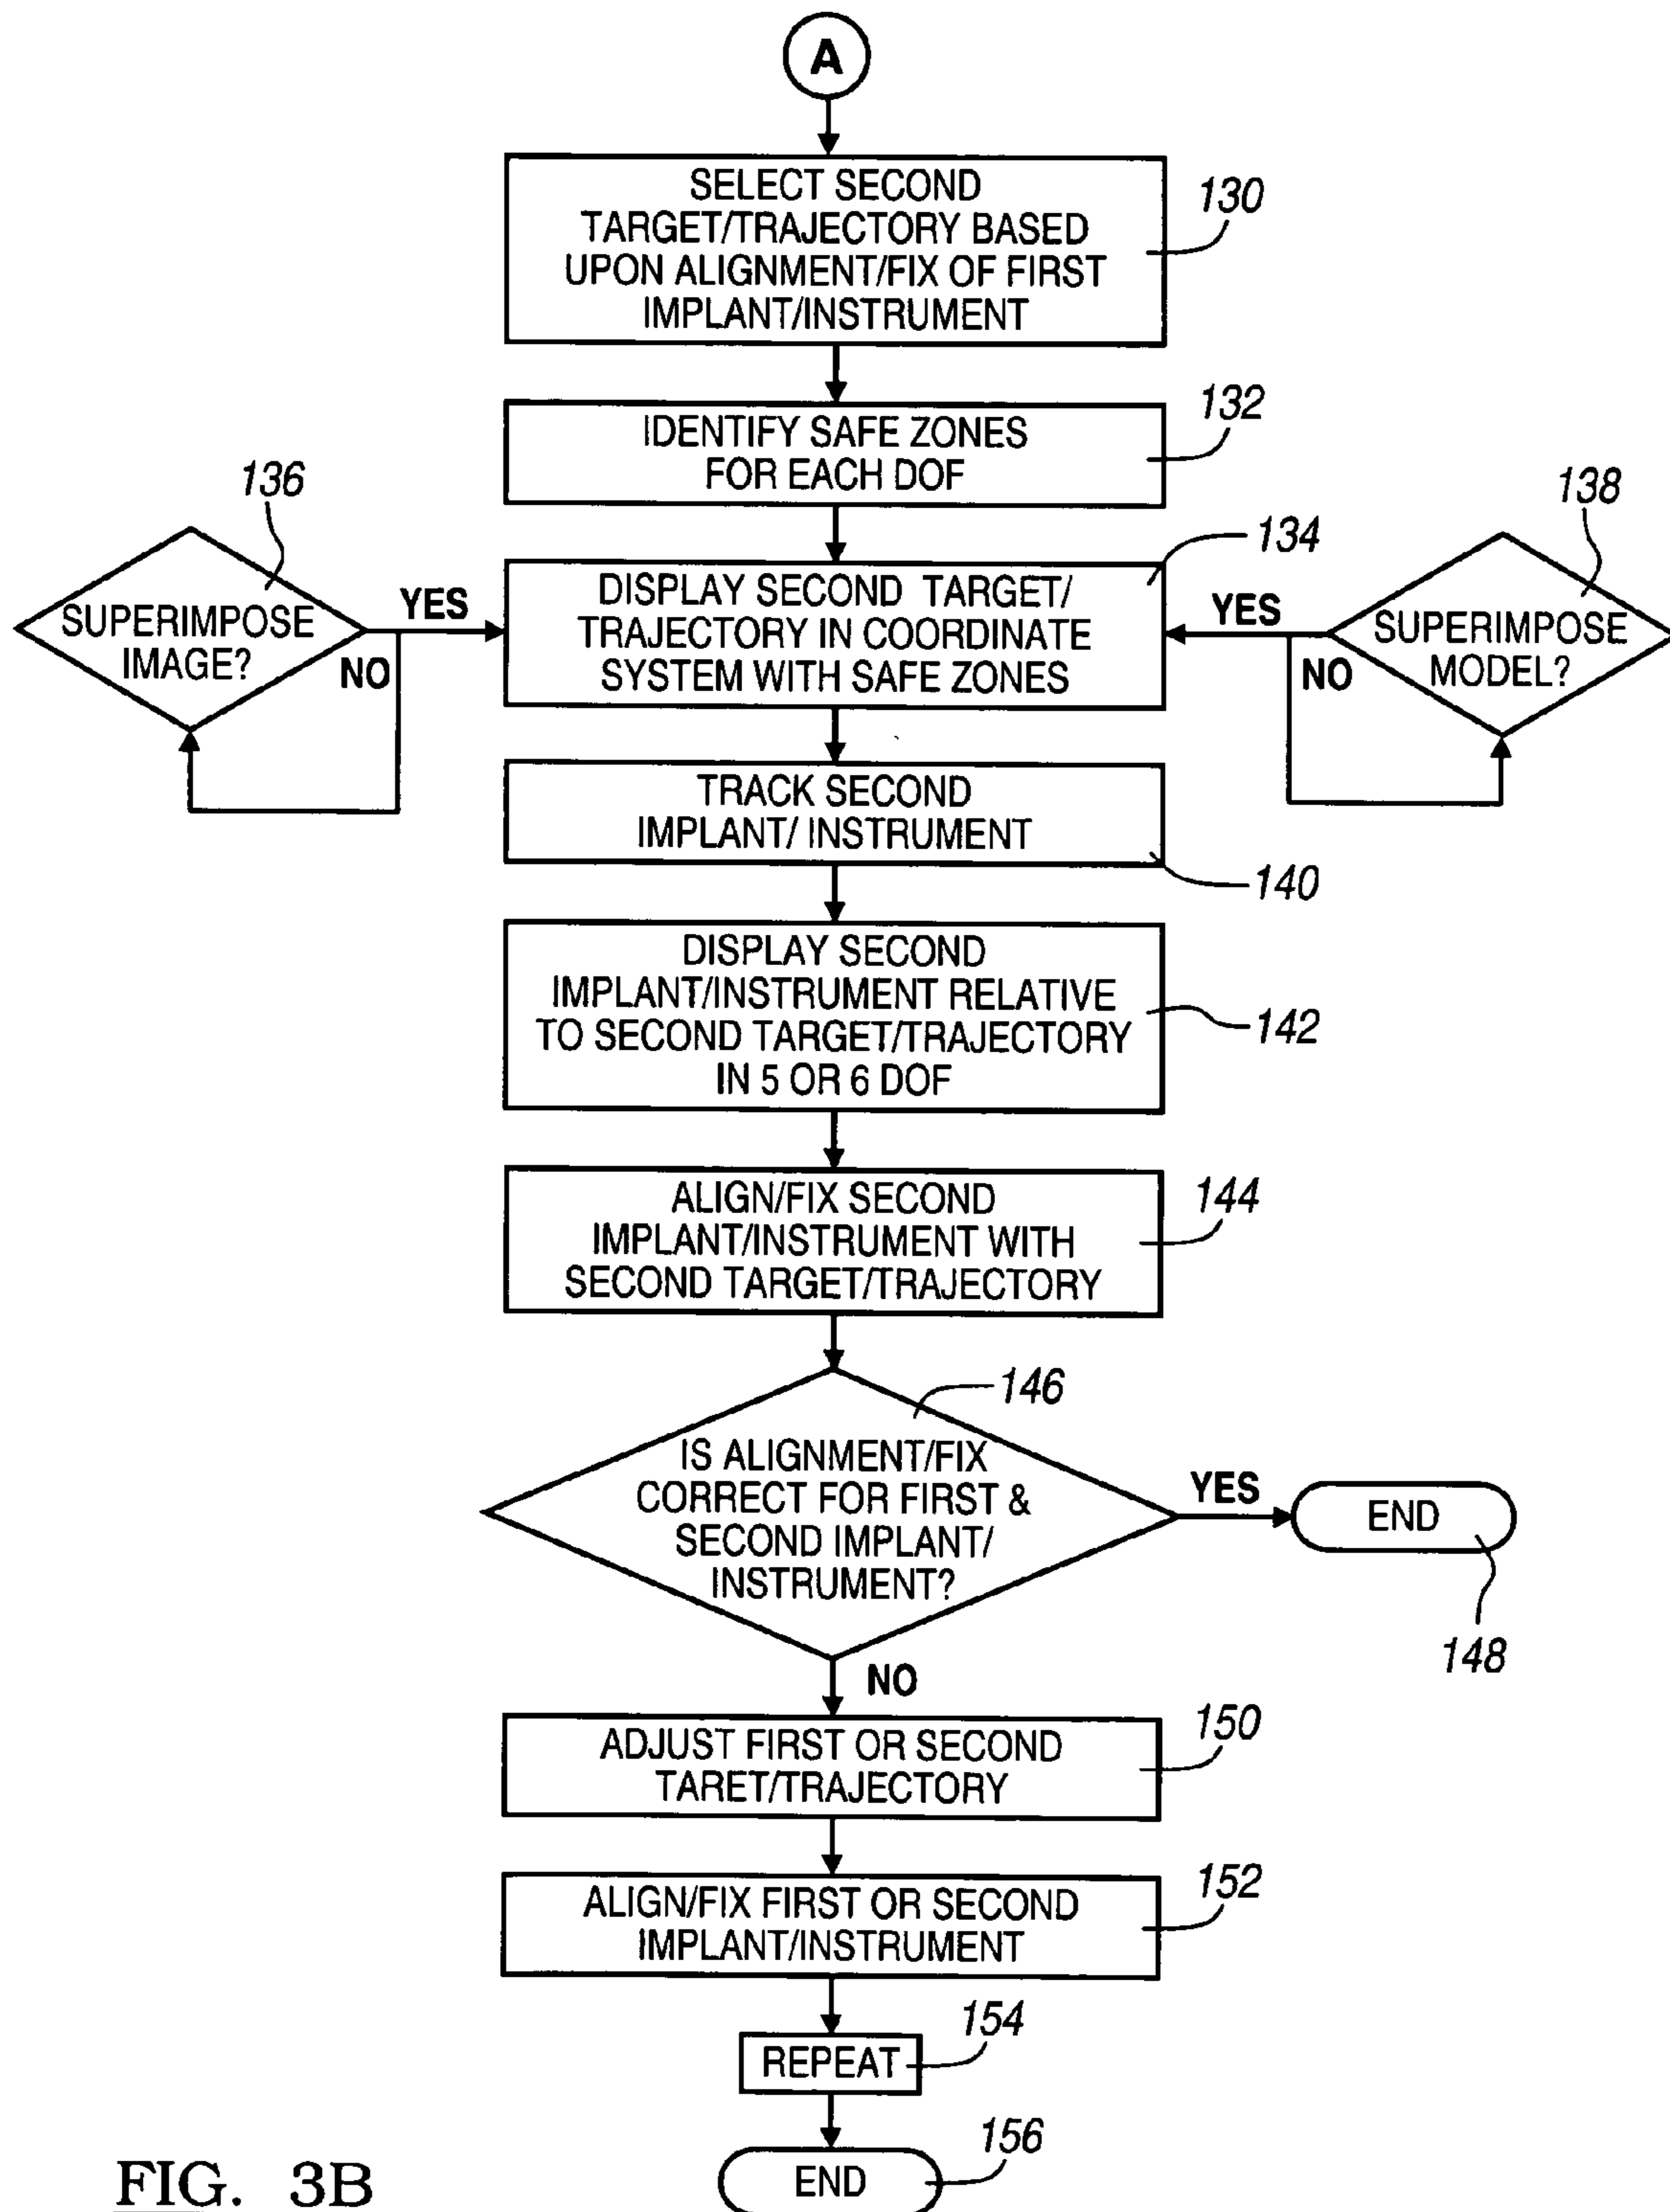 A
SELECT SECOND
TARGET/TRAJECTORY BASED
UPON ALIGNMENT/FIX OF FIRST
IMPLANT/INSTRUMENT
130
IDENTIFY SAFE ZONES
FOR EACH DOF
132
136
SUPERIMPOSE
IMAGE?
YES
NO
DISPLAY SECOND TARGET/
TRAJECTORY IN COORDINATE
SYSTEM WITH SAFE ZONES
134
138
SUPERIMPOSE
MODEL?
YES
NO
TRACK SECOND
IMPLANT/ INSTRUMENT
140
DISPLAY SECOND
IMPLANT/INSTRUMENT RELATIVE
TO SECOND TARGET/TRAJECTORY
IN 5 OR 6 DOF
142
ALIGN/FIX SECOND
IMPLANT/INSTRUMENT WITH
SECOND TARGET/TRAJECTORY
144
146
IS ALIGNMENT/FIX
CORRECT FOR FIRST &
SECOND IMPLANT/
INSTRUMENT?
YES
END
148
NO
ADJUST FIRST OR SECOND
TARET/TRAJECTORY
150
ALIGN/FIX FIRST OR SECOND
IMPLANT/INSTRUMENT
152
REPEAT
154
END
156
FIG. 3B